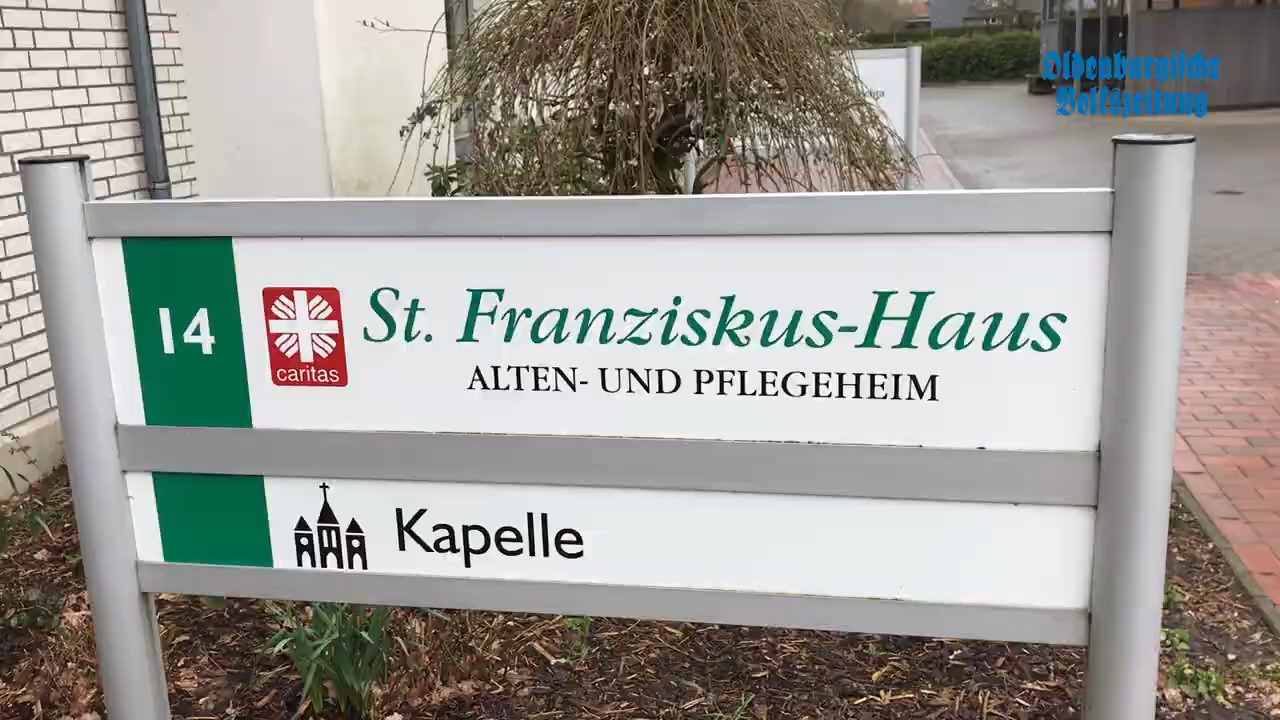 Oldenburgische
Volkszeitung
14
caritas
St. Franziskus-Haus
ALTEN- UND PFLEGEHEIM
Kapelle